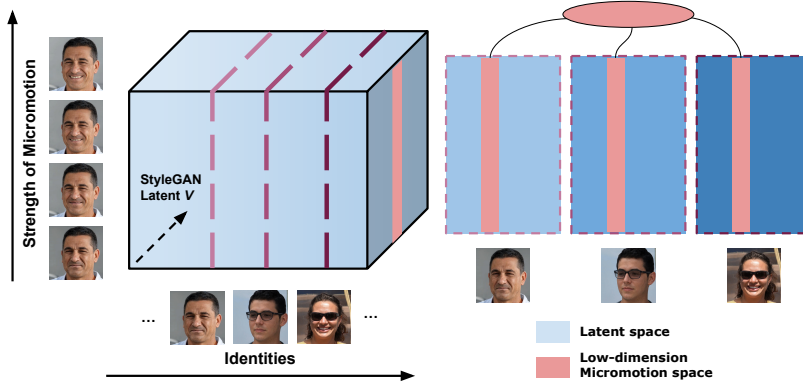 Strength of Micromotion
StyleGAN
Latent V
...
...
Identities
Latent space
Low-dimension
Micromotion space